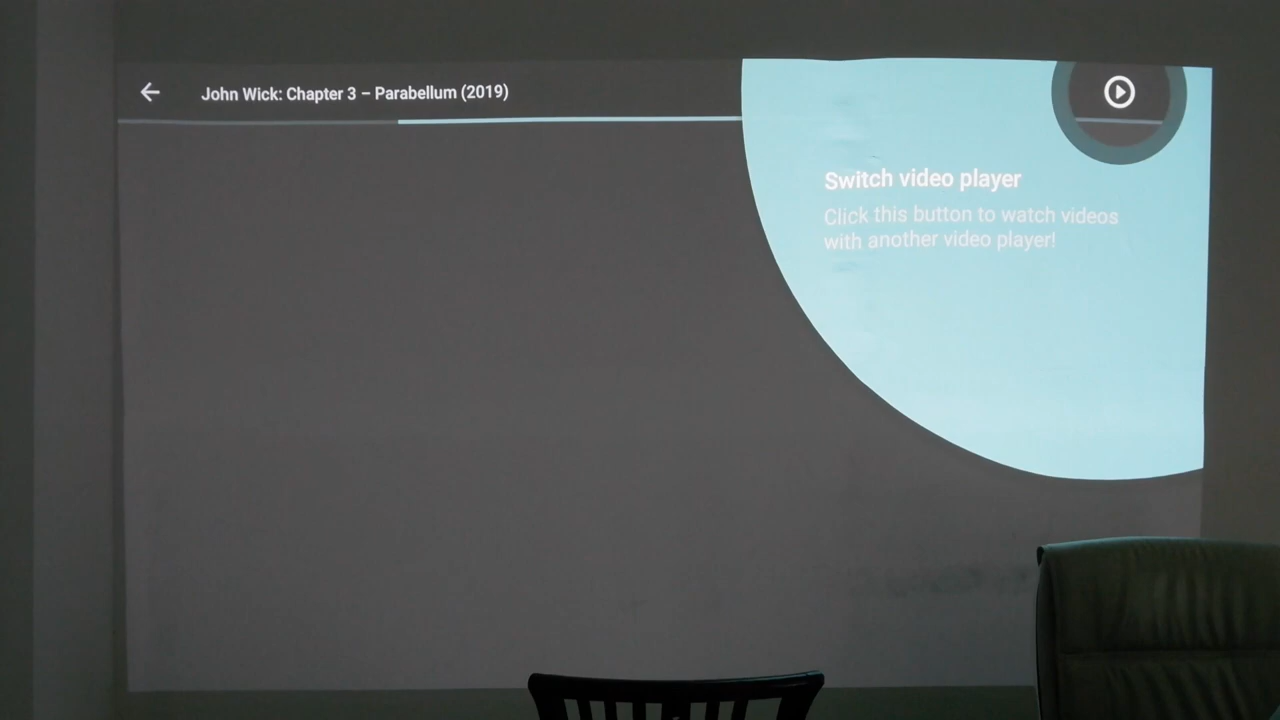 John Wick: Chapter 3 – Parabellum (2019)
Switch video player
Click this button to watch videos
with another video player!